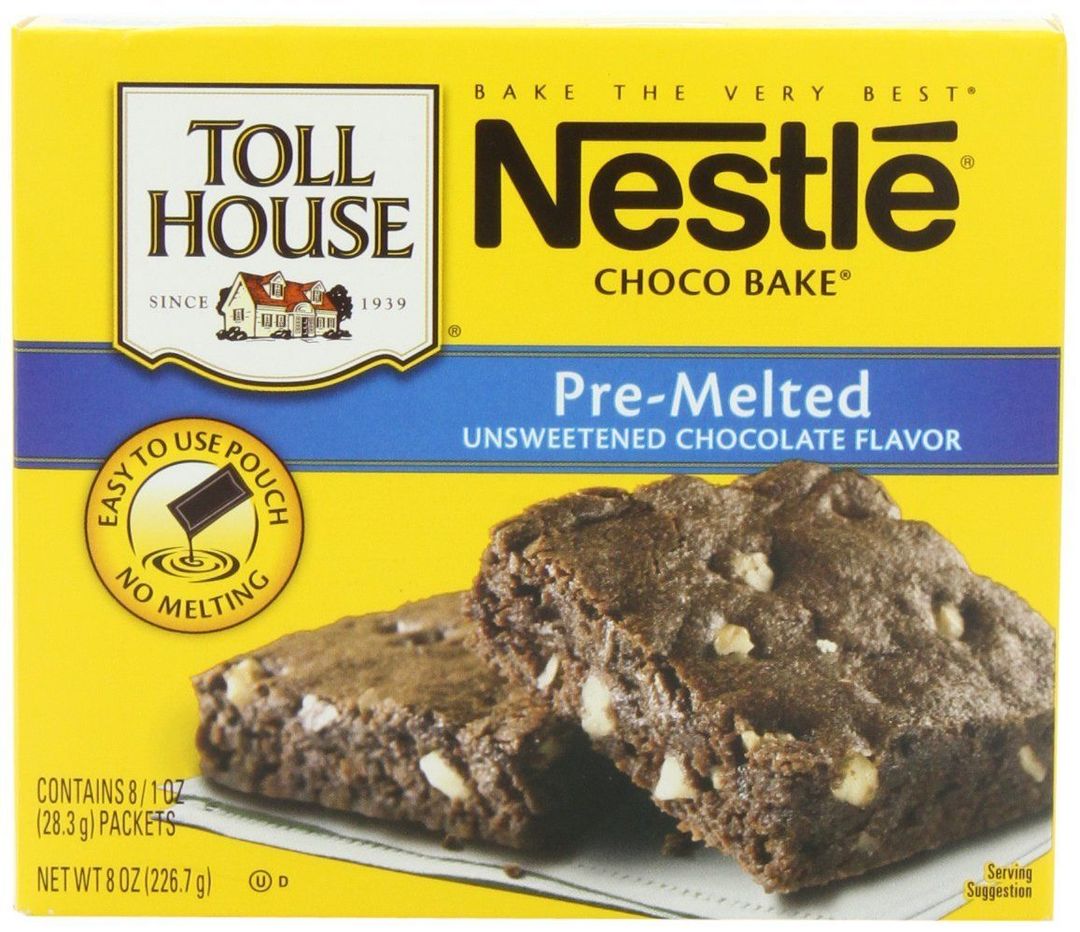 BAKE THE VERY BEST®
TOLL
HOUSE
SINCE 1939
®
Nestlé®
CHOCO BAKE®
Pre-Melted
UNSWEETENED CHOCOLATE FLAVOR
EASY TO USE POUCH
NO MELTING
CONTAINS 8/1 OZ
(28.3 g) PACKETS
NET WT 8 OZ (226.7 g)
Ⓤ D
Serving
Suggestion